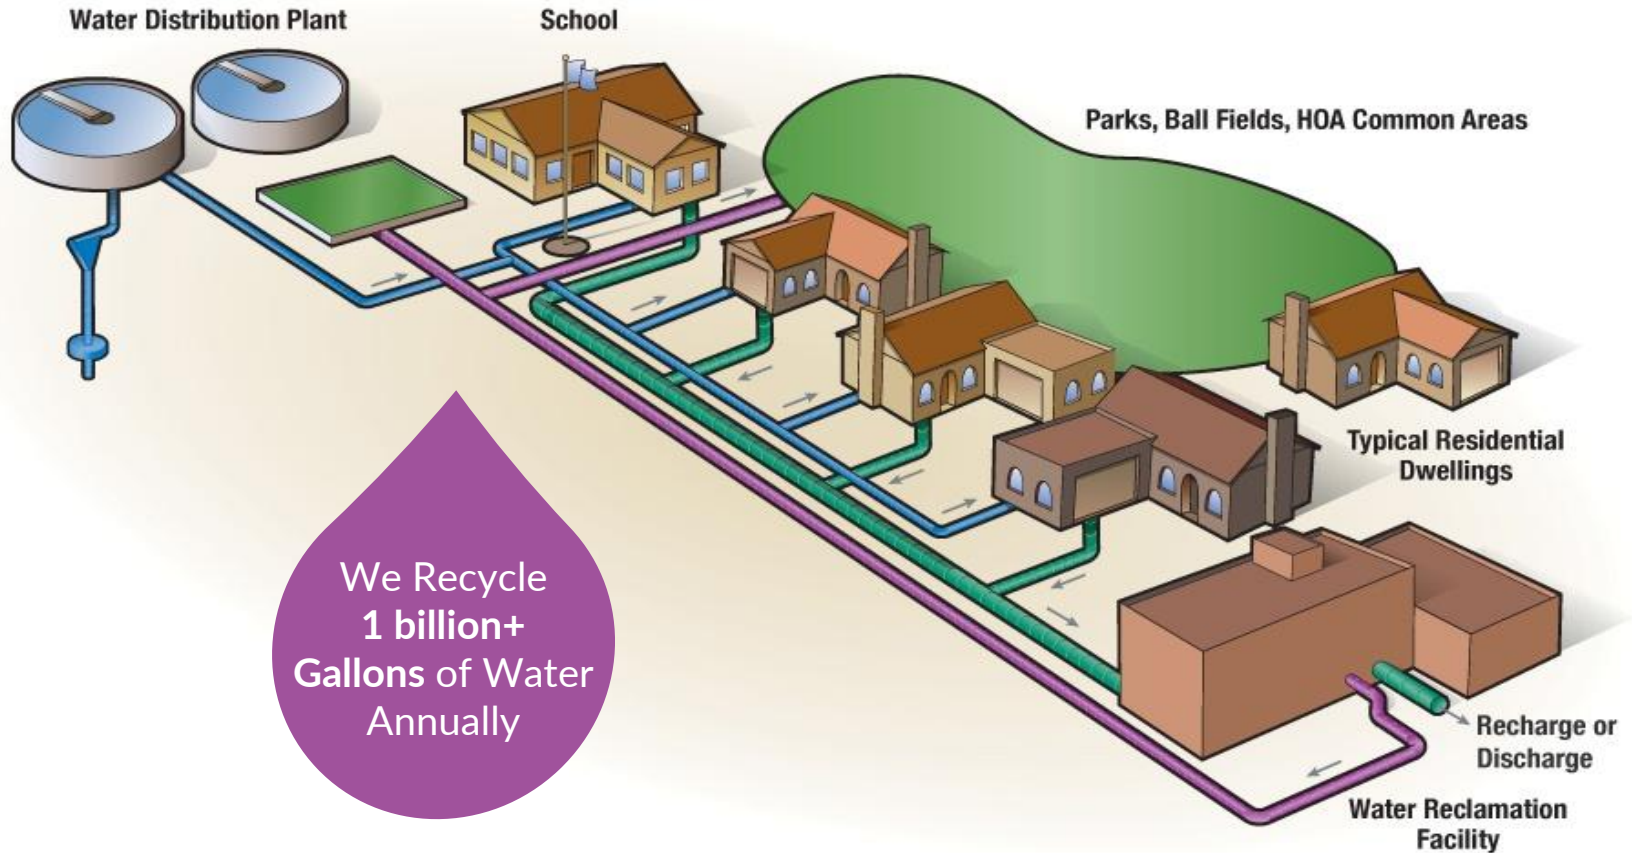 Water Distribution Plant
School
Parks, Ball Fields, HOA Common Areas
Typical Residential
Dwellings
We Recycle
1 billion+
Gallons of Water
Annually
Recharge or
Discharge
Water Reclamation
Facility